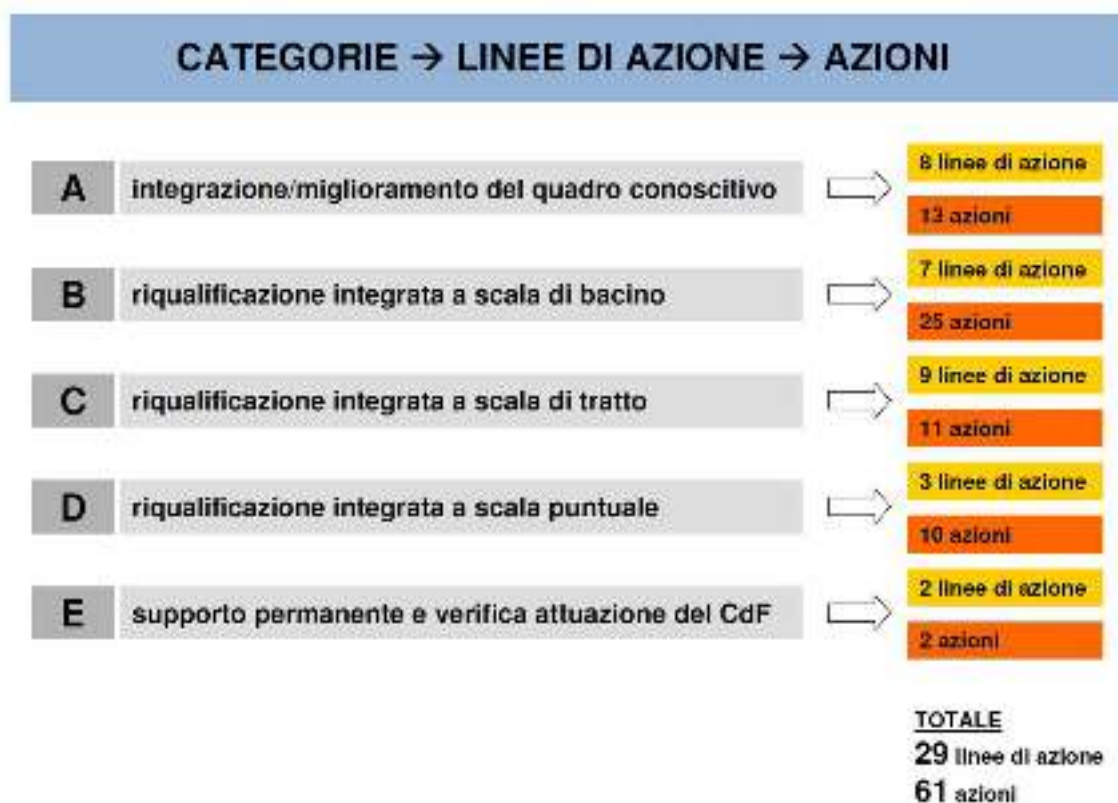 CATEGORIE → LINEE DI AZIONE → AZIONI
A integrazione/miglioramento del quadro conoscitivo
8 linee di azione
13 azioni
B riqualificazione integrata a scala di bacino
7 linee di azione
25 azioni
C riqualificazione integrata a scala di tratto
9 linee di azione
11 azioni
D riqualificazione integrata a scala puntuale
3 linee di azione
10 azioni
E supporto permanente e verifica attuazione del CdF
2 linee di azione
2 azioni
TOTALE
29 linee di azione
61 azioni